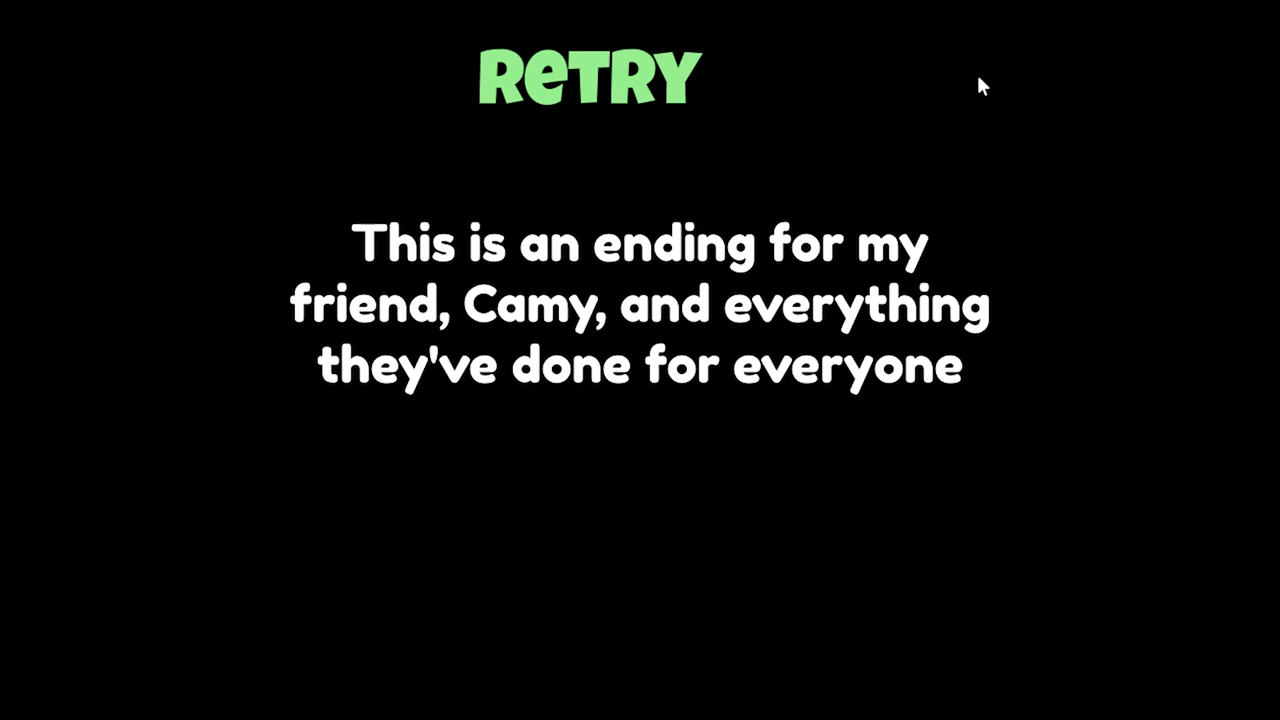 ReTRY
This is an ending for my
friend, Camy, and everything
they've done for everyone